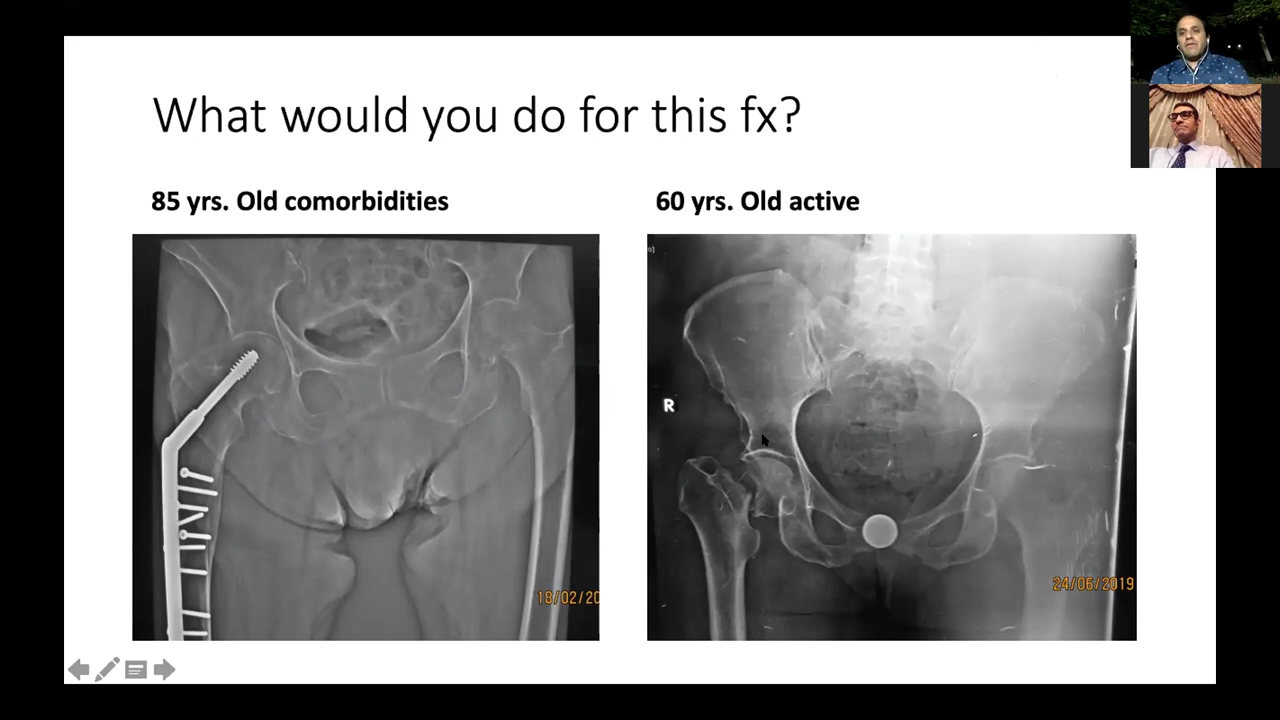 What would you do for this fx?
85 yrs. Old comorbidities
60 yrs. Old active
R
18/02/20
24/06/2019